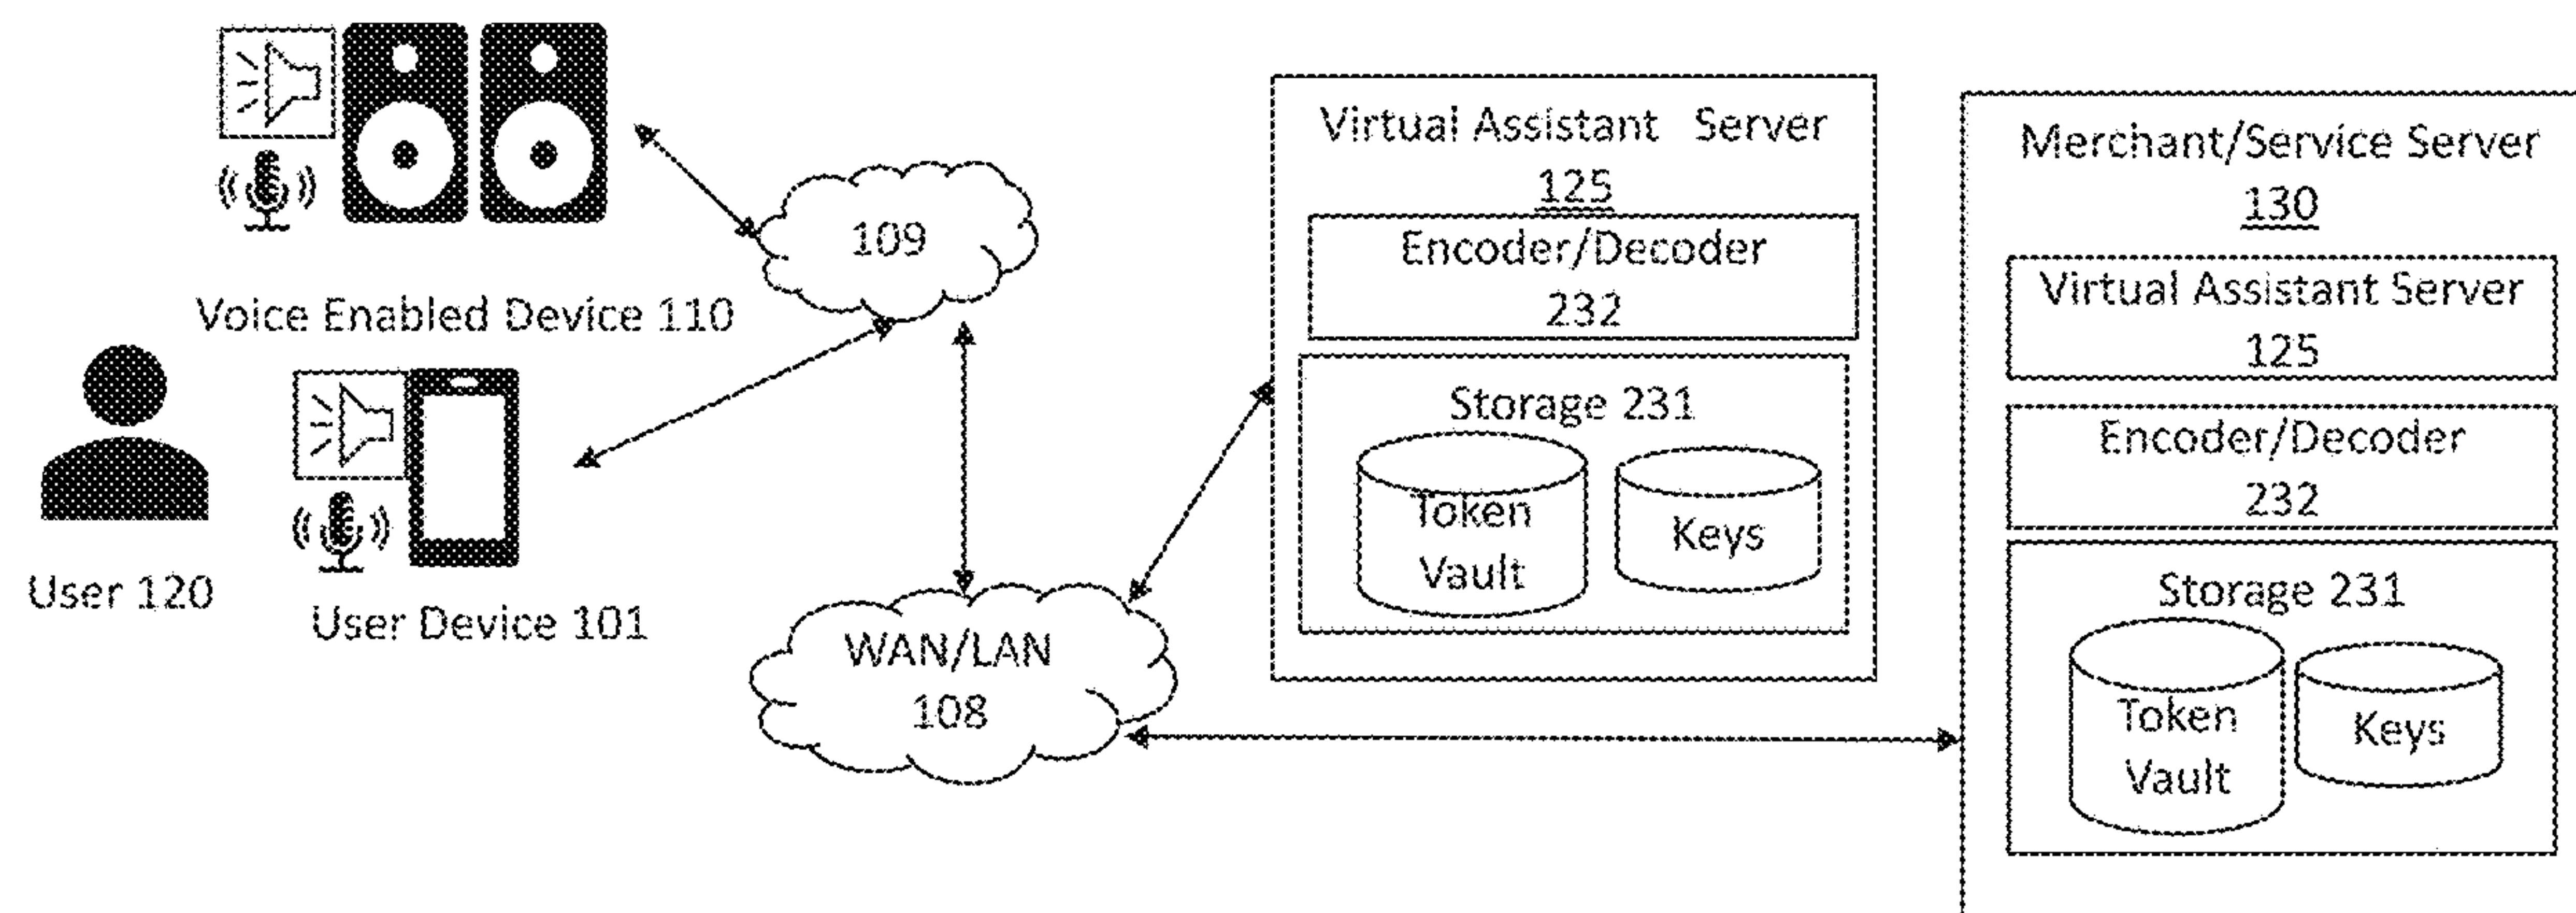 Voice Enabled Device 110
User 120
User Device 101
109
WAN/LAN
108
Virtual Assistant Server
125
Encoder/Decoder
232
Storage 231
Token
Vault
Keys
Merchant/Service Server
130
Virtual Assistant Server
125
Encoder/Decoder
232
Storage 231
Token
Vault
Keys